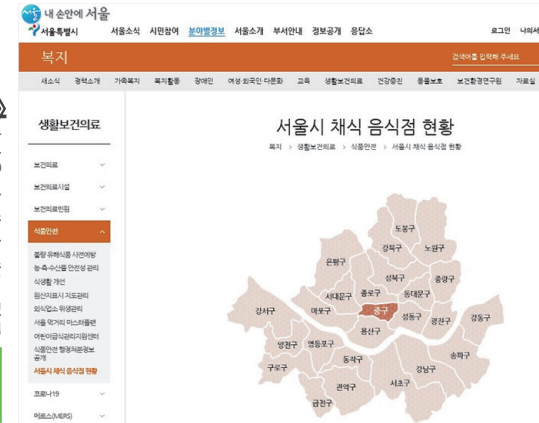 내 손안에 서울
서울특별시 서울소식 시민참여 분야별정보 서울소개 부서안내 정보공개 응답소 로그인 나의서
복지 검색어를 입력해 주세요
새소식 정책소개 가족복지 복지활동 장애인 여성·외국인·다문화 교육 생활보건의료 건강증진 동물보호 보건환경연구원 자료실
생활보건의료
서울시 채식 음식점 현황
복지 > 생활보건의료 > 식품안전 > 서울시 채식 음식점 현황
보건의료
보건의료시설
보건의료민원
식품안전
불량 유해식품 사전예방
농·축·수산물 안전성 관리
식생활 개선
원산지표시 지도관리
외식업소 위생관리
서울 먹거리 마스터플랜
어린이급식관리지원센터
식품안전 행정처분정보
공개
서울시 채식 음식점 현황
코로나19
메르스(MERS)
도봉구
강북구 노원구
은평구
성북구 중랑구
서대문구 종로구 동대문구
강서구 마포구 중구 성동구 광진구 강동구
용산구
양천구 영등포구
동작구 송파구
구로구 강남구
관악구 서초구
금천구